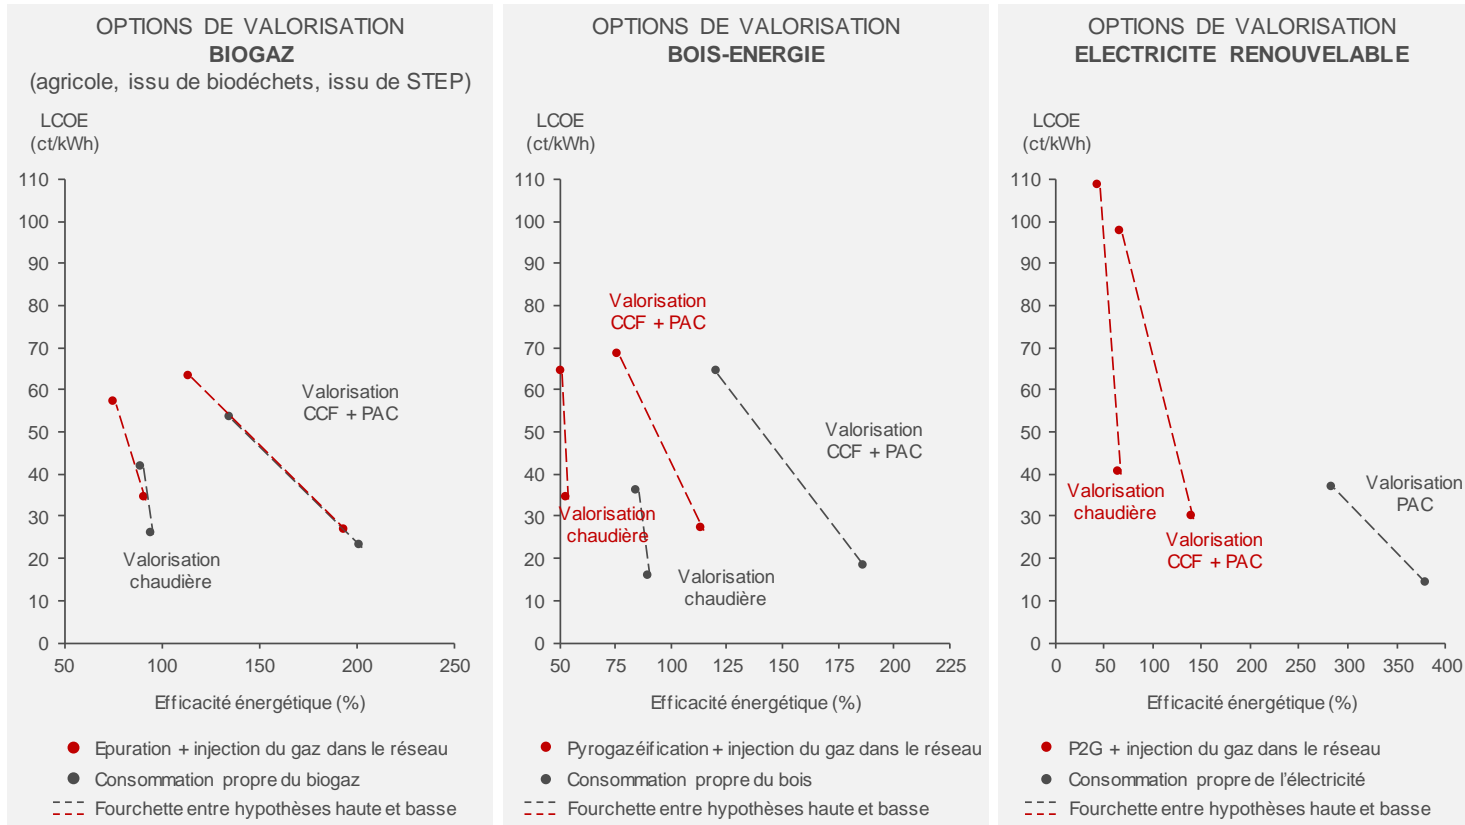 OPTIONS DE VALORISATION
BIOGAZ
(agricole, issu de biodéchets, issu de STEP)
LCOE
(ct/kWh)
110
100
90
80
70
60
50
40
30
20
10
0
50
100
150
200
250
Valorisation
CCF + PAC
Valorisation
chaudière
Efficacité énergétique (%)
Epuration + injection du gaz dans le réseau
Consommation propre du biogaz
Fourchette entre hypothèses haute et basse
OPTIONS DE VALORISATION
BOIS-ENERGIE
LCOE
(ct/kWh)
110
100
90
80
70
60
50
40
30
20
10
0
50
75
100
125
150
175
200
225
Valorisation
CCF + PAC
Valorisation
CCF + PAC
Valorisation
chaudière
Valorisation
chaudière
Efficacité énergétique (%)
Pyrogazéification + injection du gaz dans le réseau
Consommation propre du bois
Fourchette entre hypothèses haute et basse
OPTIONS DE VALORISATION
ELECTRICITE RENOUVELABLE
LCOE
(ct/kWh)
110
100
90
80
70
60
50
40
30
20
10
0
0
50
100
150
200
250
300
350
400
Valorisation
chaudière
Valorisation
CCF + PAC
Valorisation
PAC
Efficacité énergétique (%)
P2G + injection du gaz dans le réseau
Consommation propre de l'électricité
Fourchette entre hypothèses haute et basse